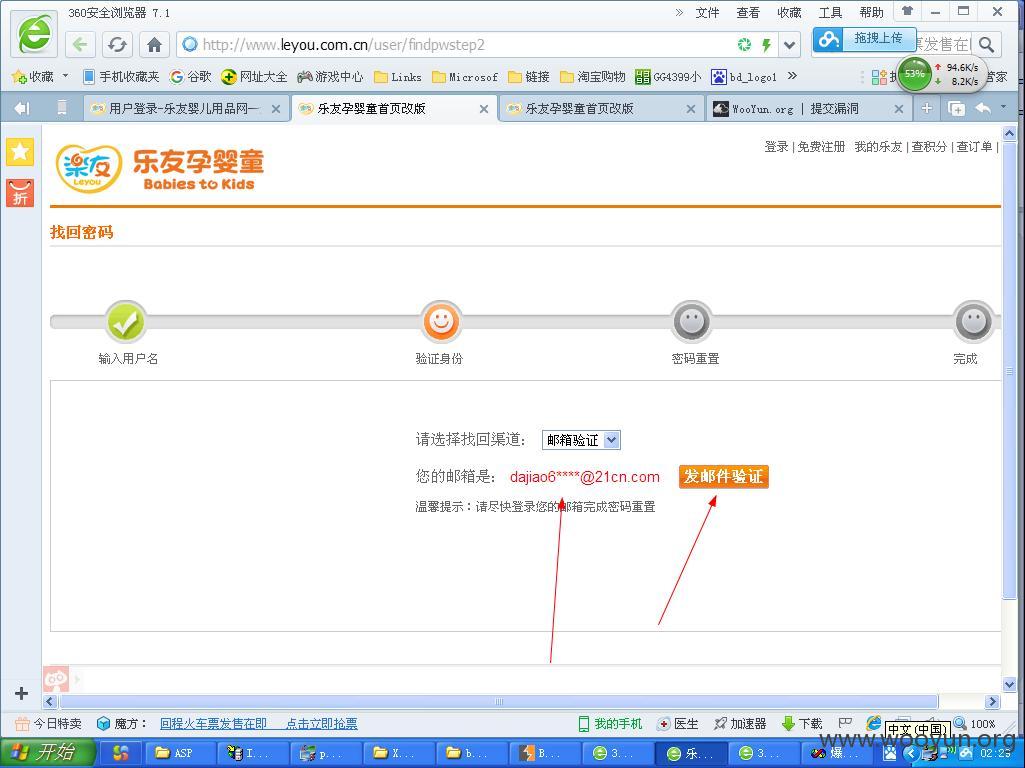 360安全浏览器 7.1
» 文件 查看 收藏 工具 帮助
http://www.leyou.com.cn/user/findpwstep2
拖拽上传
票发售在即
收藏 手机收藏夹 谷歌 网址大全 游戏中心 Links Microsof 链接 淘宝购物 GG4399小 bd_logo1 »
53% 94.6K/s
8.2K/s
管家
用户登录-乐友婴儿用品网一
乐友孕婴童首页改版
乐友孕婴童首页改版
WooYun.org | 提交漏洞
折
乐友
Leyou
乐友孕婴童
Babies to Kids
登录 | 免费注册 我的乐友 | 查积分 | 查订单 |
找回密码
输入用户名 验证身份 密码重置 完成
请选择找回渠道： 邮箱验证
您的邮箱是： dajiao6****@21cn.com 发邮件验证
温馨提示：请尽快登录您的邮箱完成密码重置
今日特卖 魔方： 回程火车票发售在即 点击立即抢票 我的手机 医生 加速器 下载 100%
中文(中国)
www.wooyun.org
开始 ASP I... p... X... b... B... 3... 乐... 3... 爆... 02:25